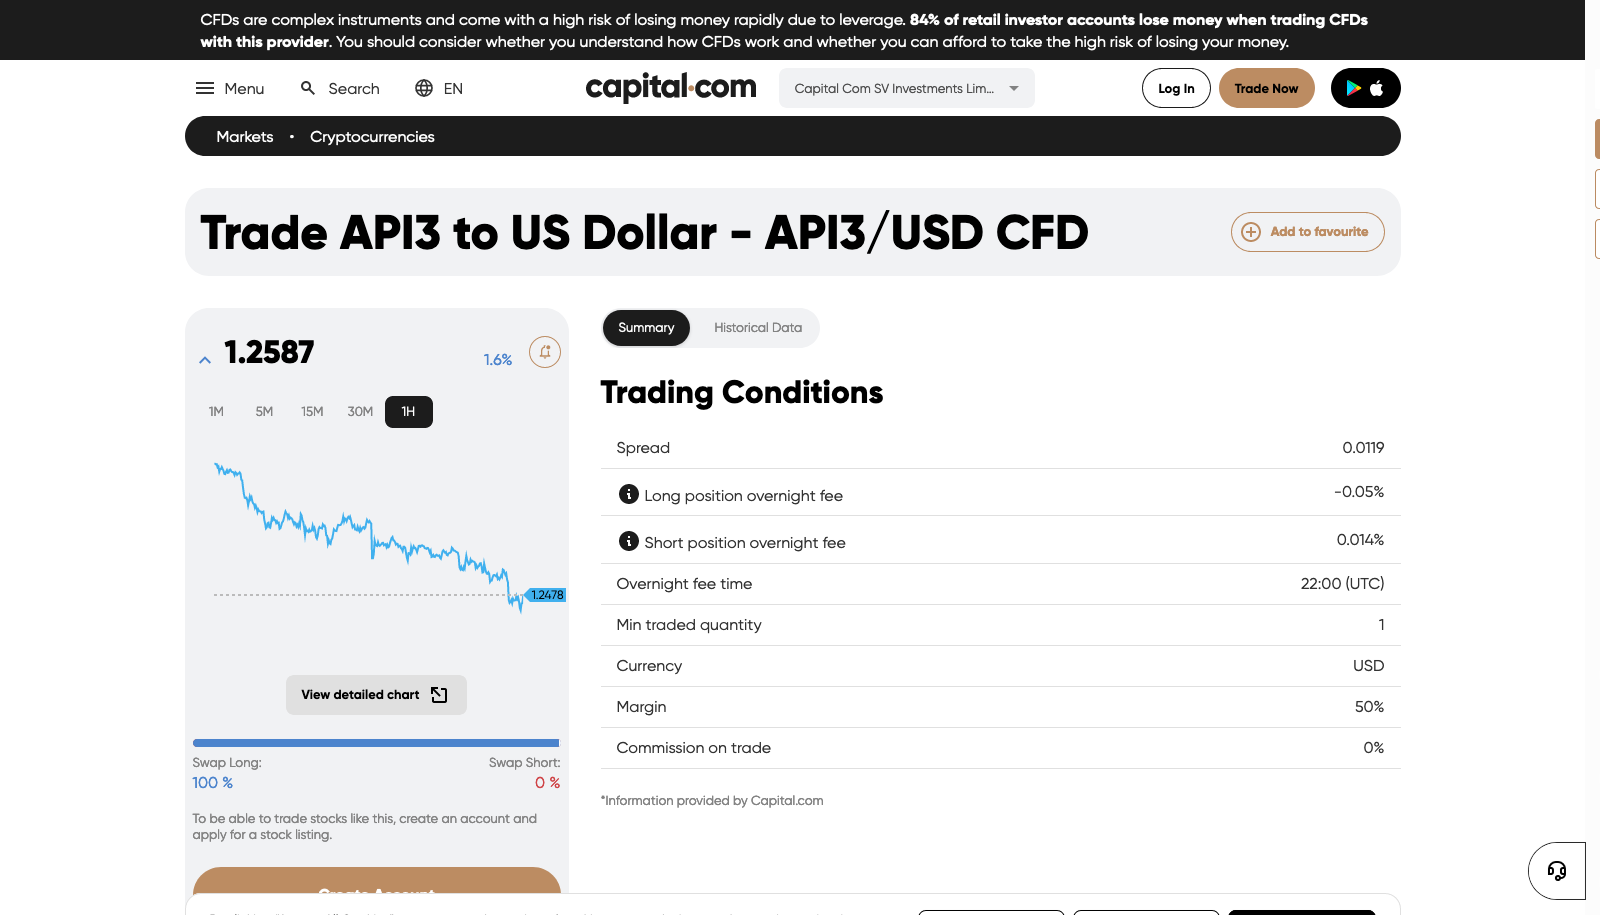 CFDs are complex instruments and come with a high risk of losing money rapidly due to leverage. 84% of retail investor accounts lose money when trading CFDs
with this provider. You should consider whether you understand how CFDs work and whether you can afford to take the high risk of losing your money.
Menu Search EN capital.com Capital Com SV Investments Lim... Log In Trade Now
Markets • Cryptocurrencies
Trade API3 to US Dollar - API3/USD CFD
Add to favourite
1.2587 1.6%
1M 5M 15M 30M 1H
1.2478
View detailed chart
Swap Long: Swap Short:
100 % 0 %
To be able to trade stocks like this, create an account and
apply for a stock listing.
Create Account
Summary Historical Data
Trading Conditions
Spread 0.0119
Long position overnight fee -0.05%
Short position overnight fee 0.014%
Overnight fee time 22:00 (UTC)
Min traded quantity 1
Currency USD
Margin 50%
Commission on trade 0%
*Information provided by Capital.com